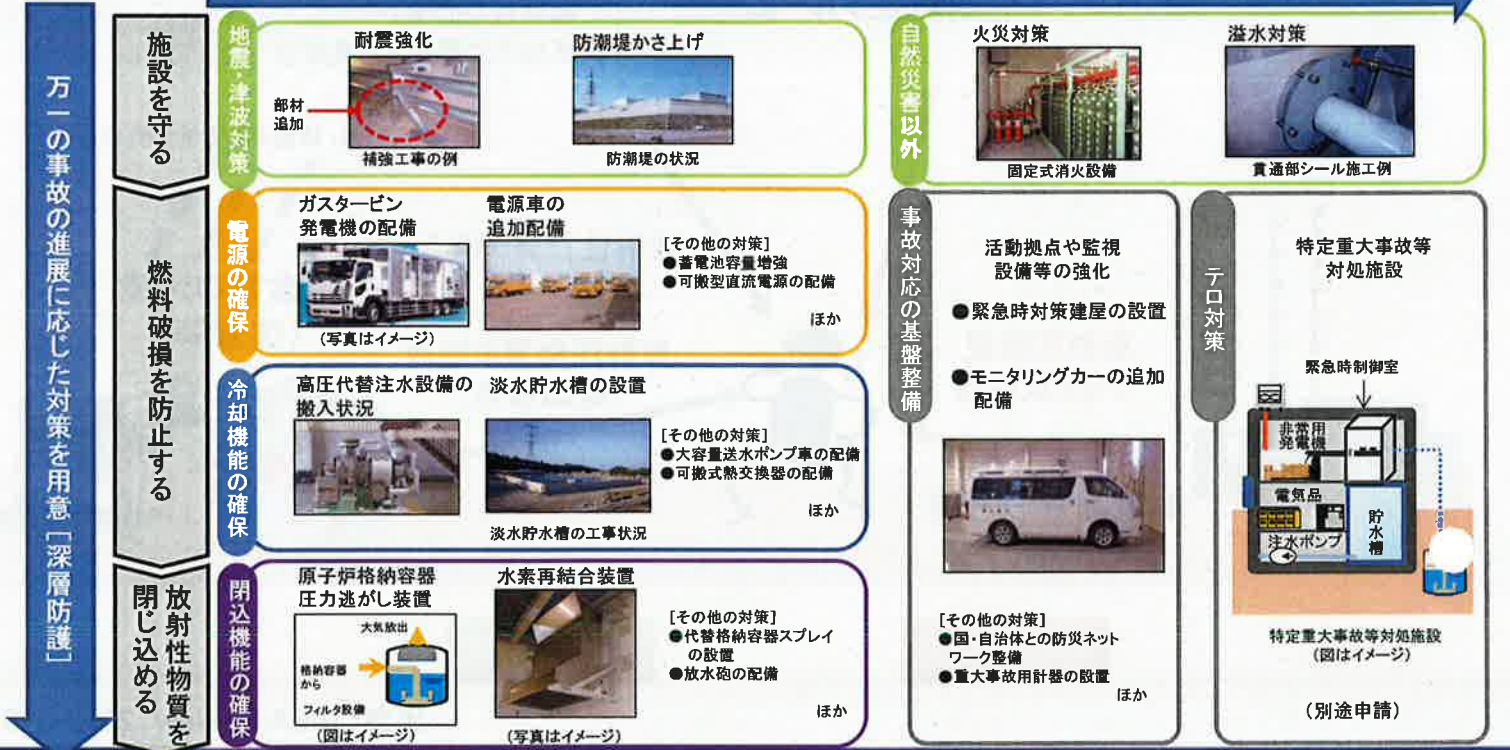 万一の事故の進展に応じた対策を用意［深層防護］
施設を守る
地震・津波対策
耐震強化
部材
追加
補強工事の例
防潮堤かさ上げ
防潮堤の状況
自然災害以外
火災対策
固定式消火設備
溢水対策
貫通部シール施工例
燃料破損を防止する
電源の確保
ガスタービン
発電機の配備
(写真はイメージ)
電源車の
追加配備
[その他の対策]
●蓄電池容量増強
●可搬型直流電源の配備
ほか
冷却機能の確保
高圧代替注水設備の
搬入状況
淡水貯水槽の設置
淡水貯水槽の工事状況
[その他の対策]
●大容量送水ポンプ車の配備
●可搬式熱交換器の配備
ほか
放射性物質を
閉じ込める
閉込機能の確保
原子炉格納容器
圧力逃がし装置
大気放出
格納容器
から
フィルタ設備
(図はイメージ)
水素再結合装置
(写真はイメージ)
[その他の対策]
●代替格納容器スプレイ
の設置
●放水砲の配備
ほか
事故対応の基盤整備
活動拠点や監視
設備等の強化
●緊急時対策建屋の設置
●モニタリングカーの追加
配備
[その他の対策]
●国・自治体との防災ネット
ワーク整備
●重大事故用計器の設置
ほか
テロ対策
特定重大事故等
対処施設
緊急時制御室
非常用
発電機
電気品
注水ポンプ
貯水槽
特定重大事故等対処施設
(図はイメージ)
(別途申請)